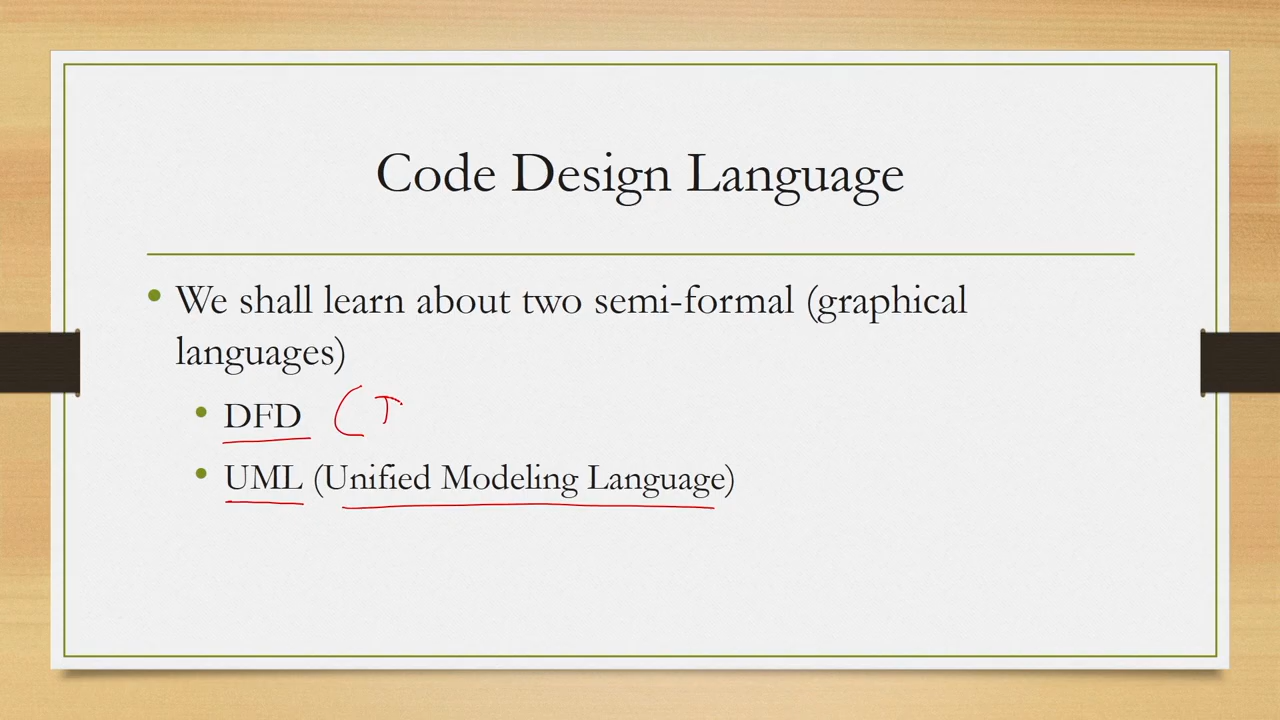 Code Design Language
• We shall learn about two semi-formal (graphical
languages)
• DFD (
• UML (Unified Modeling Language)